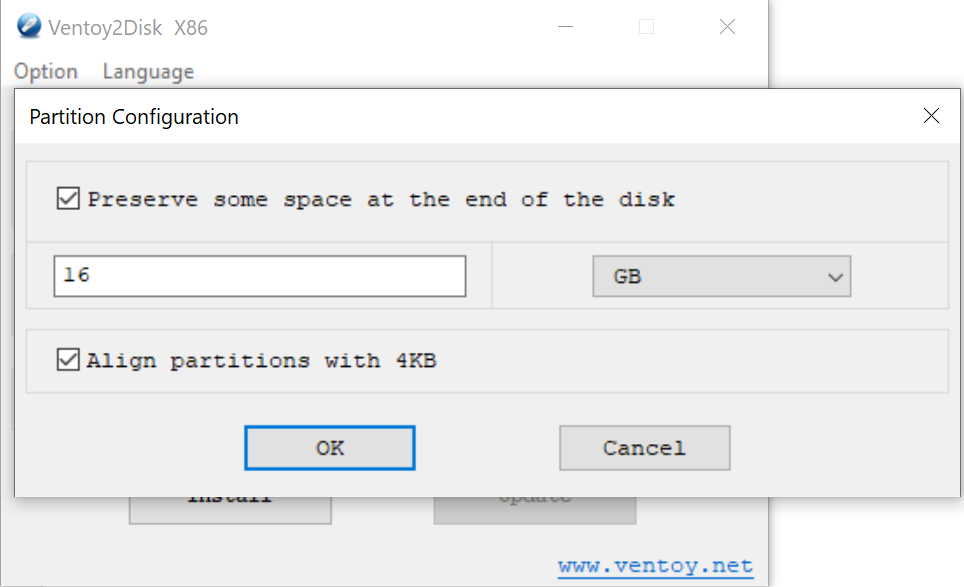 Ventoy2Disk X86
Option Language
Partition Configuration
Preserve some space at the end of the disk
16 GB
Align partitions with 4KB
OK Cancel
Install Update
www.ventoy.net